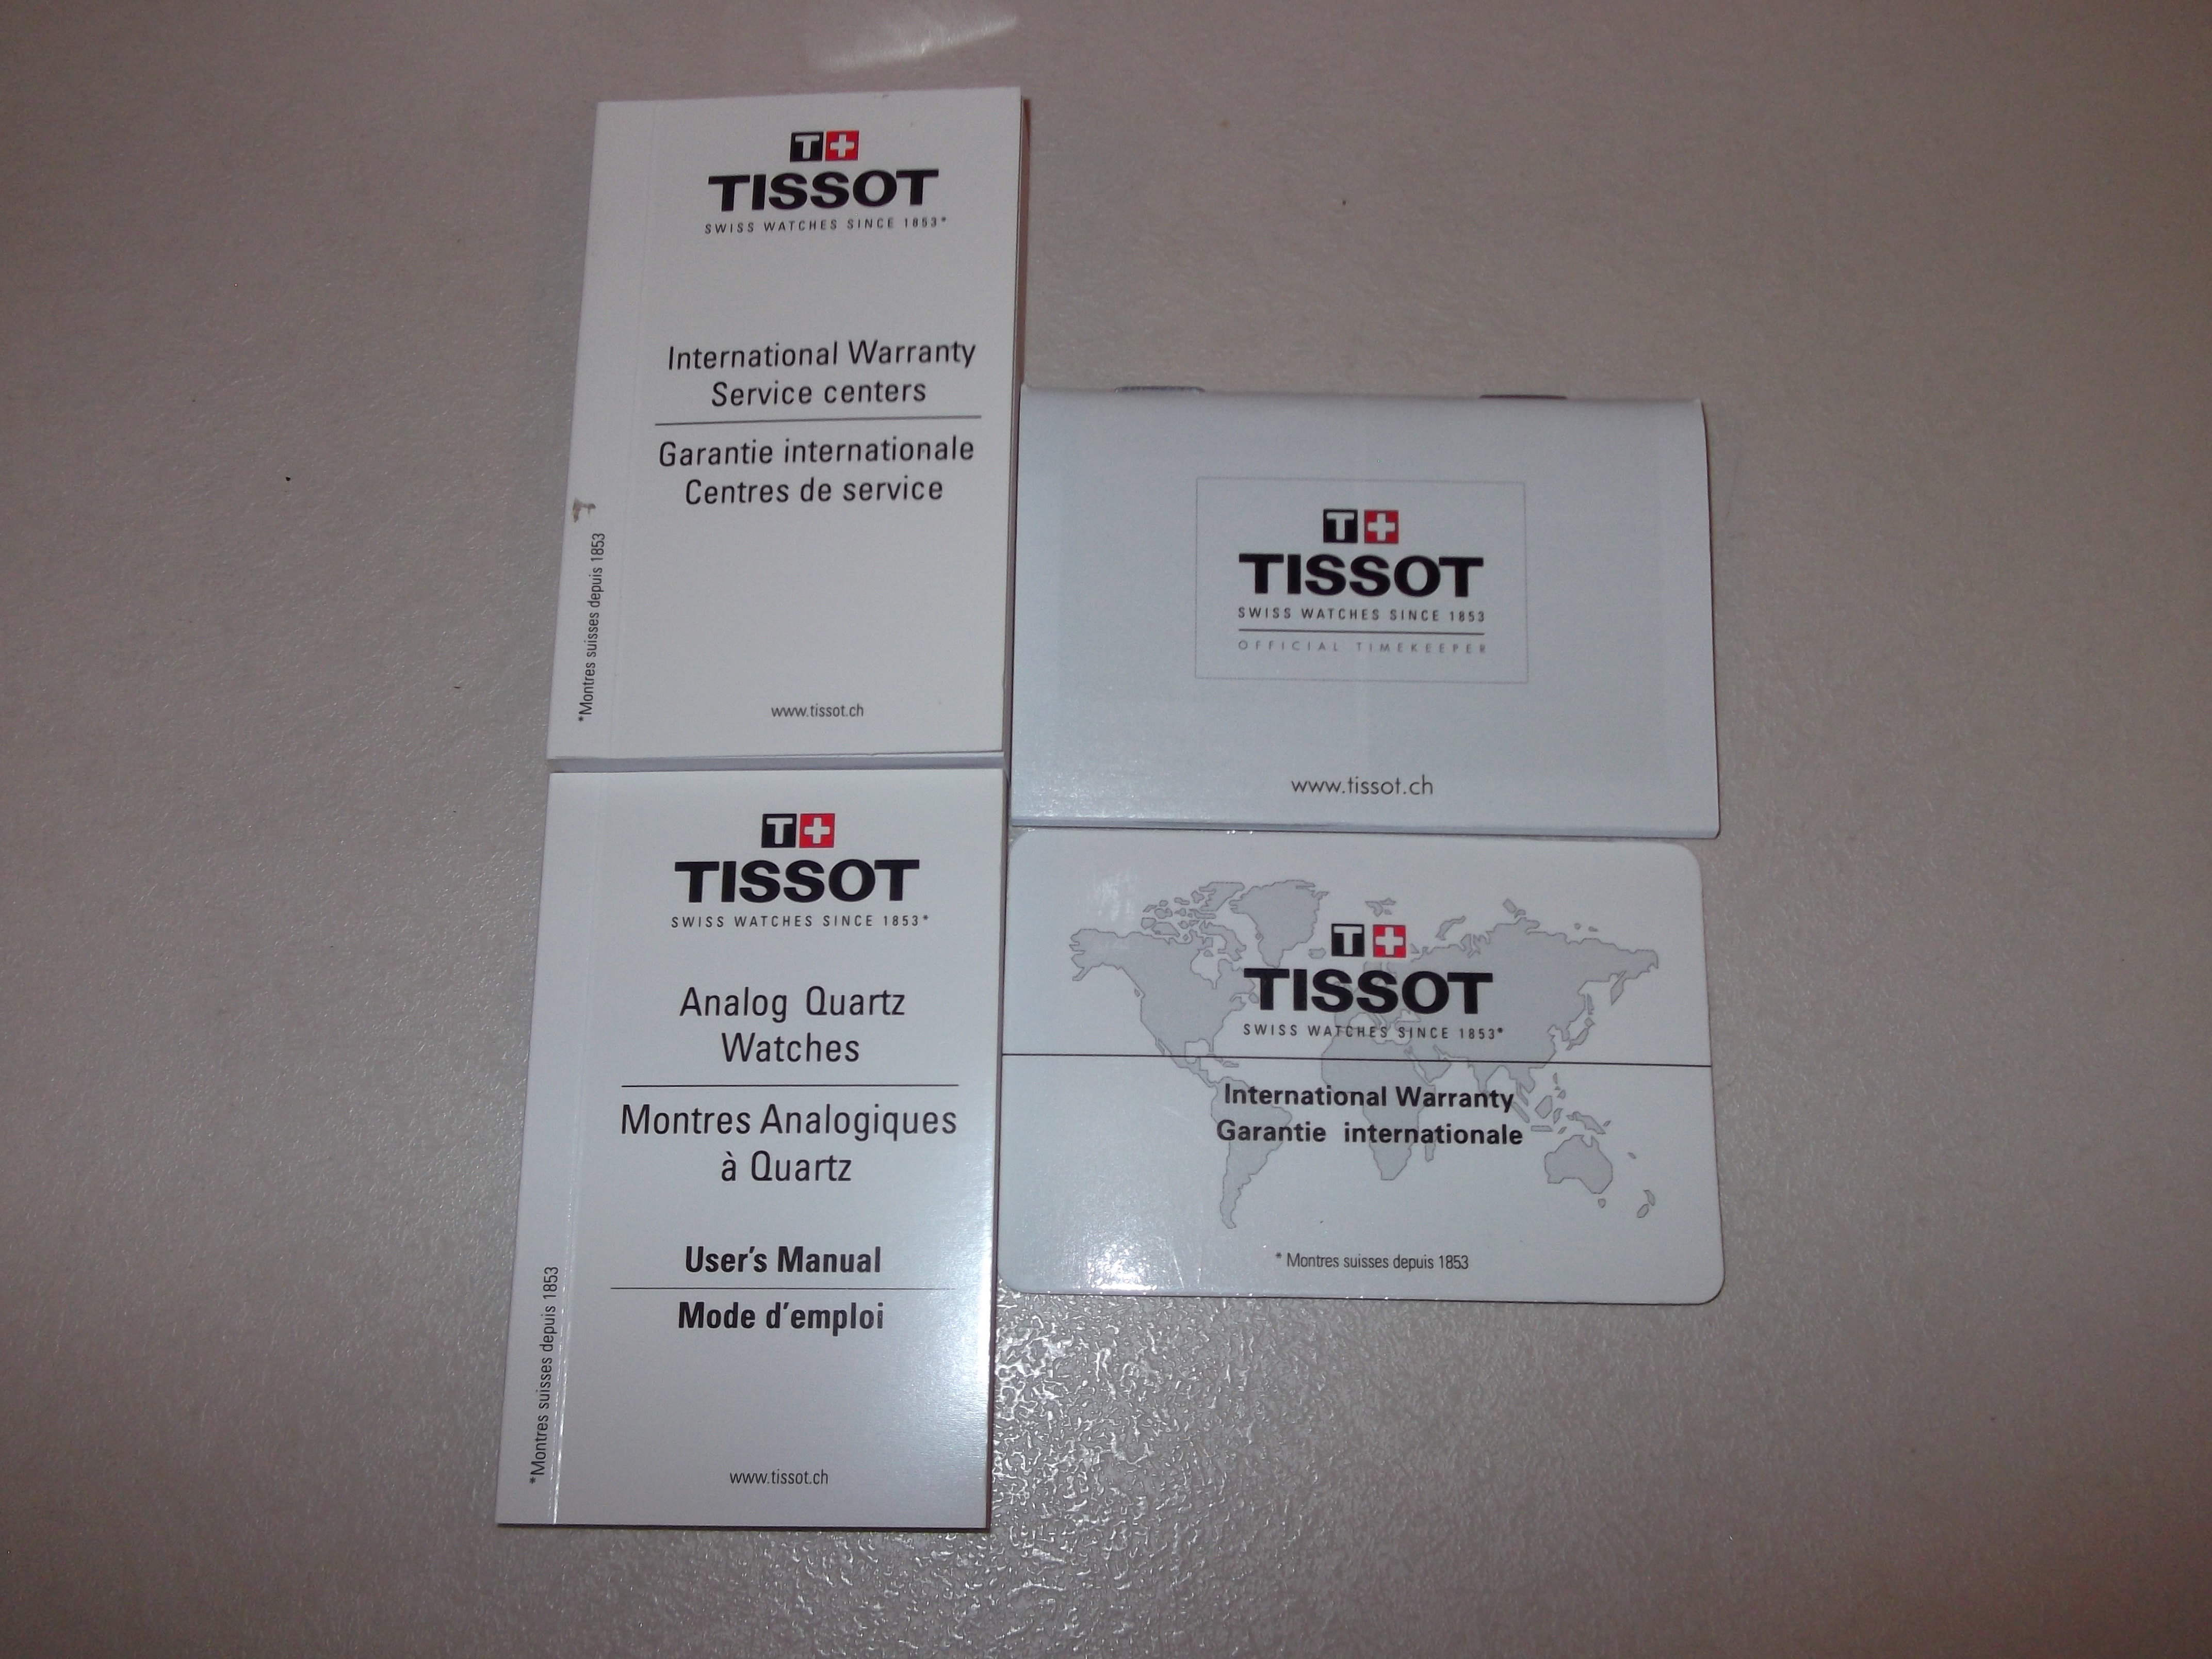 T+
TISSOT
SWISS WATCHES SINCE 1853*
International Warranty
Service centers
Garantie internationale
Centres de service
*Montres suisses depuis 1853
www.tissot.ch
T+
TISSOT
SWISS WATCHES SINCE 1853
OFFICIAL TIMEKEEPER
www.tissot.ch
T+
TISSOT
SWISS WATCHES SINCE 1853*
Analog Quartz
Watches
Montres Analogiques
à Quartz
User's Manual
Mode d'emploi
*Montres suisses depuis 1853
www.tissot.ch
T+
TISSOT
SWISS WATCHES SINCE 1853*
International Warranty
Garantie internationale
* Montres suisses depuis 1853